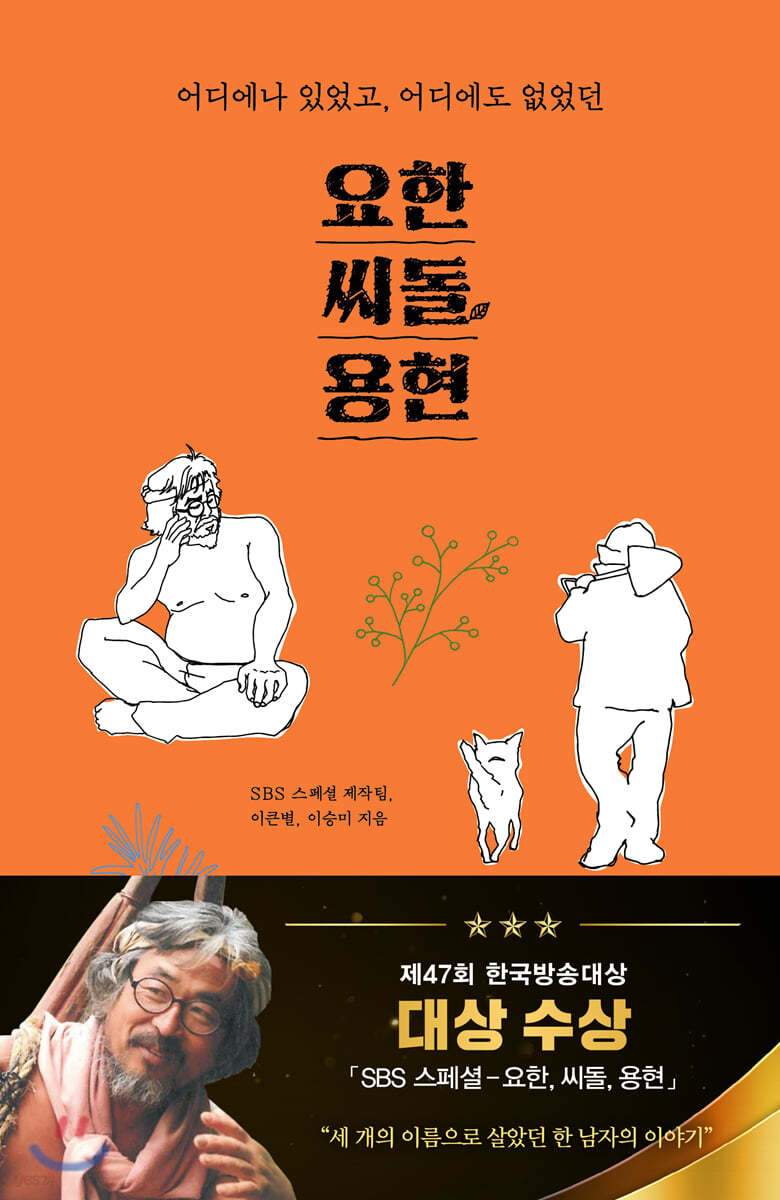 어디에나 있었고, 어디에도 없었던
요한
씨돌
용현
SBS 스페셜 제작팀,
이큰별, 이승미 지음
제47회 한국방송대상
대상 수상
「SBS 스페셜 – 요한, 씨돌, 용현」
“세 개의 이름으로 살았던 한 남자의 이야기”